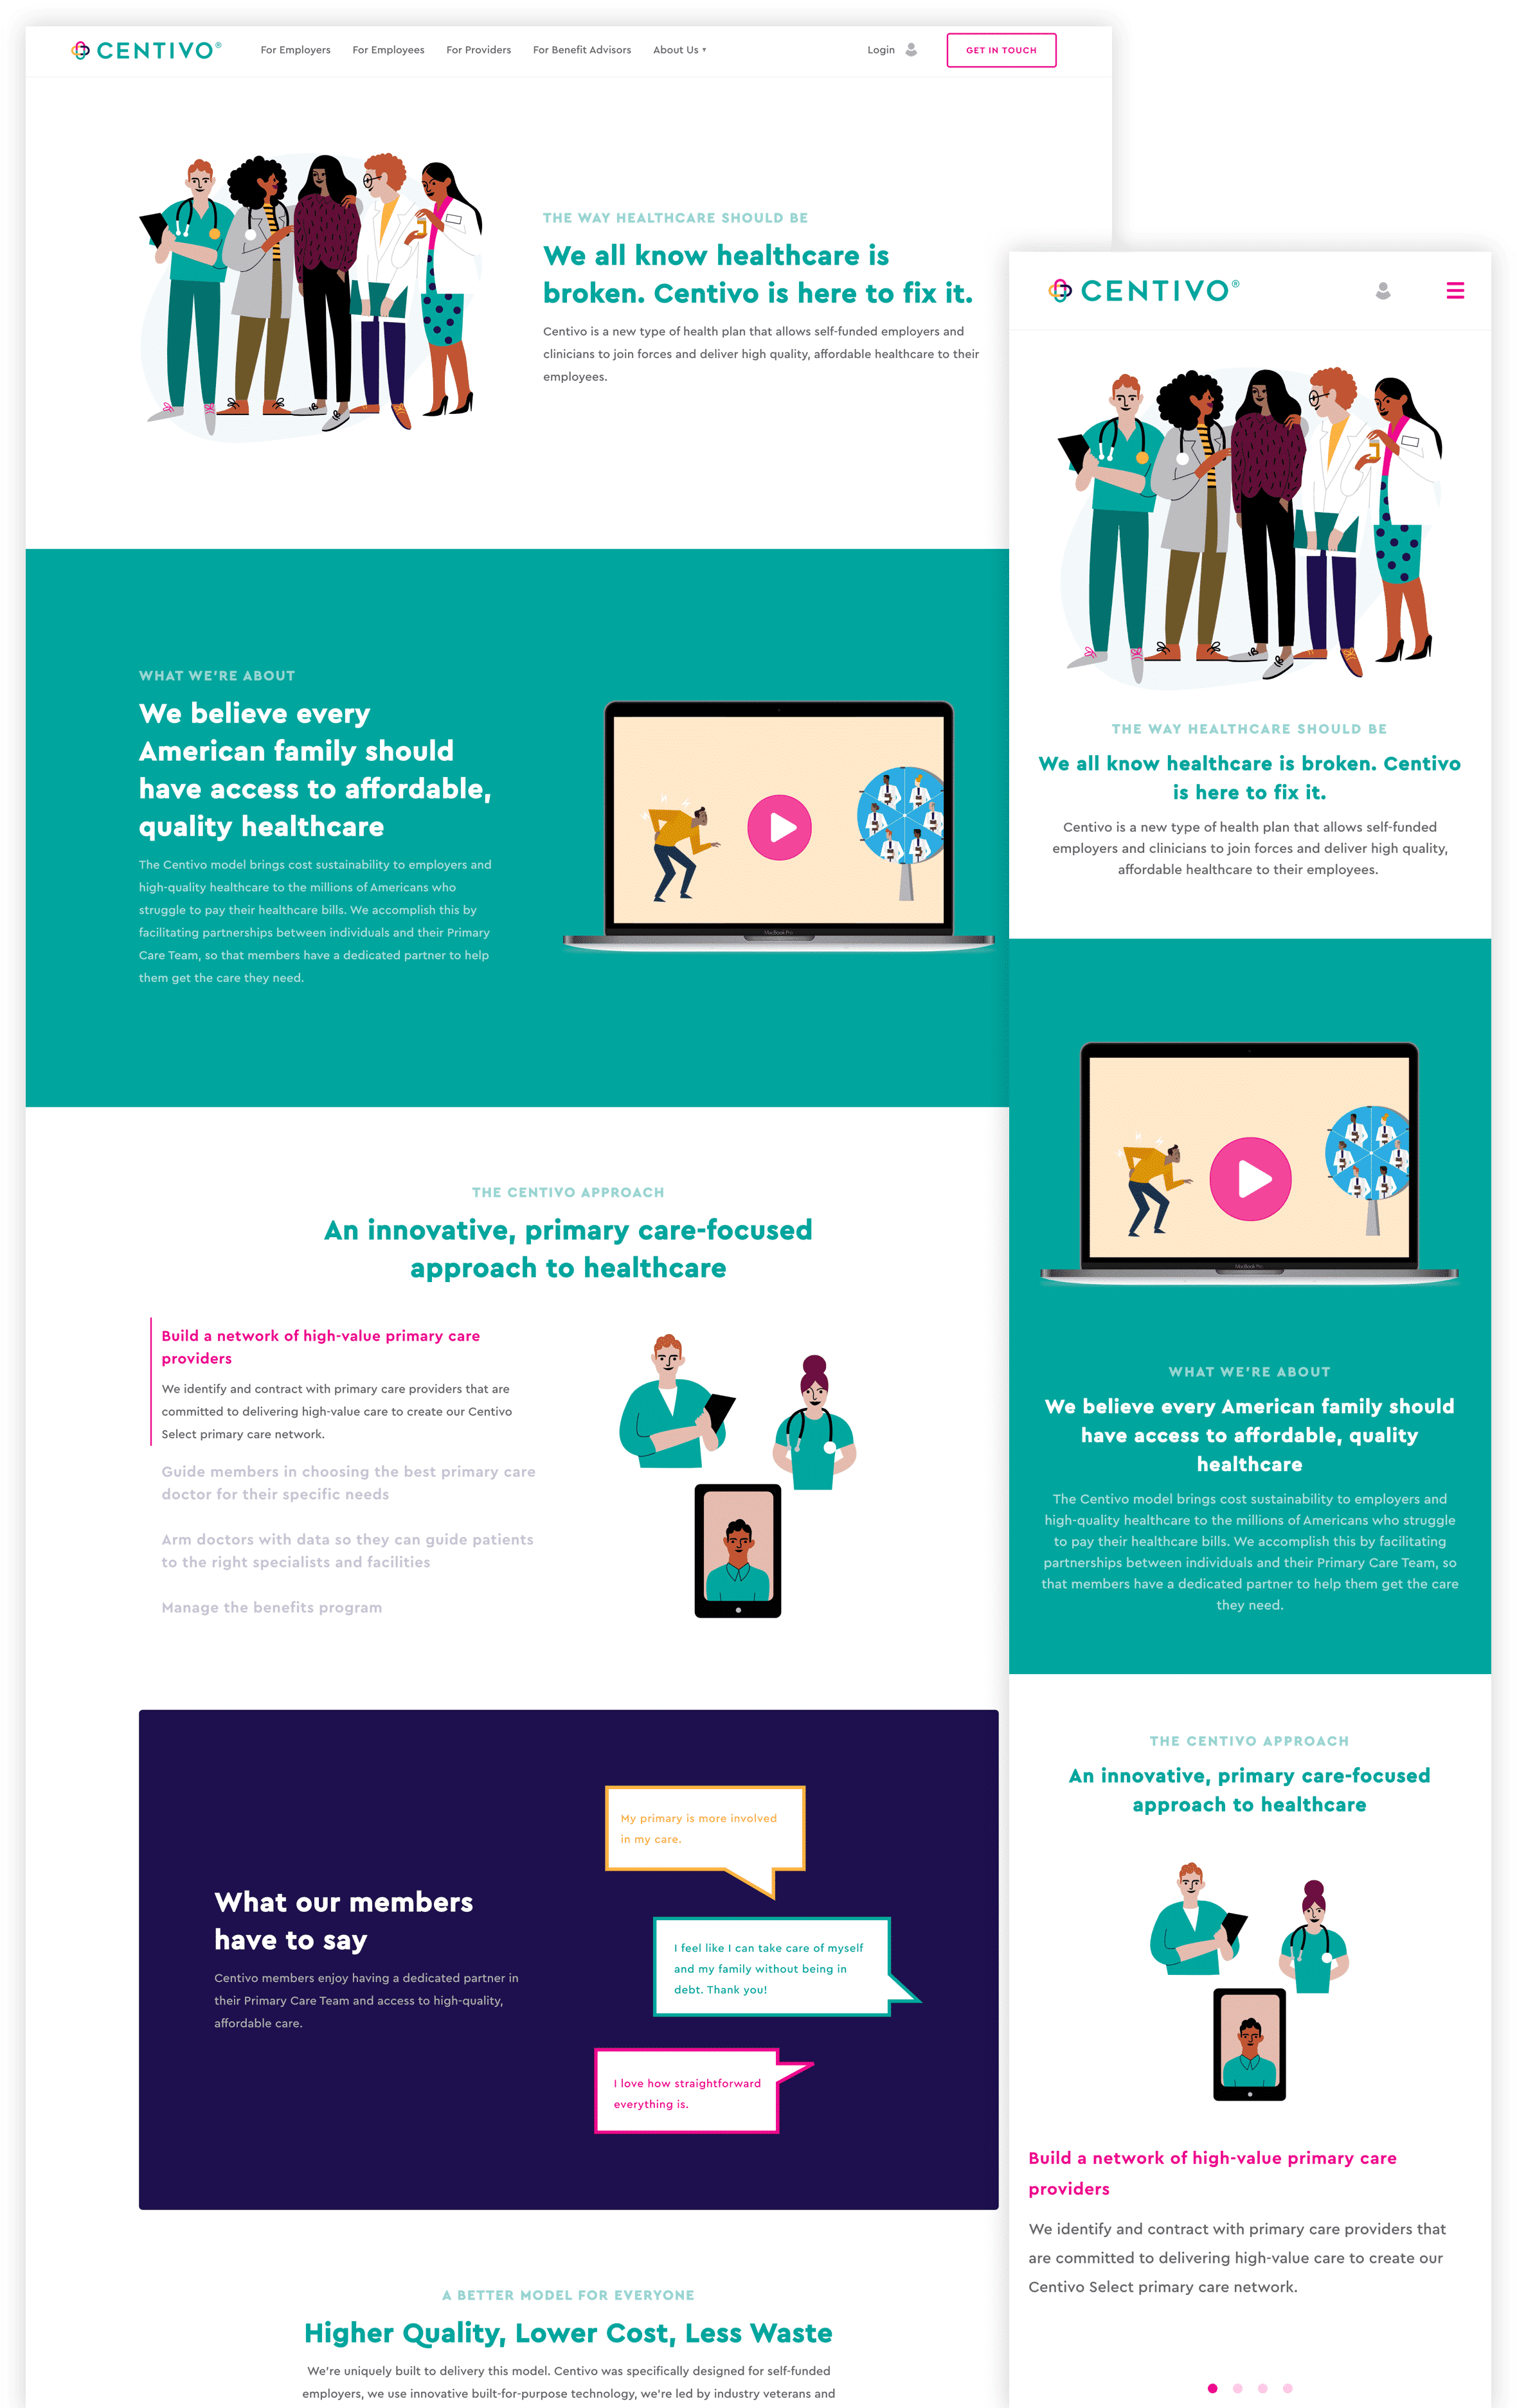 CENTIVO®
For Employers
For Employees
For Providers
For Benefit Advisors
About Us ▾
Login
GET IN TOUCH
THE WAY HEALTHCARE SHOULD BE
We all know healthcare is
broken. Centivo is here to fix it.
Centivo is a new type of health plan that allows self-funded employers and
clinicians to join forces and deliver high quality, affordable healthcare to their
employees.
WHAT WE'RE ABOUT
We believe every
American family should
have access to affordable,
quality healthcare
The Centivo model brings cost sustainability to employers and
high-quality healthcare to the millions of Americans who
struggle to pay their healthcare bills. We accomplish this by
facilitating partnerships between individuals and their Primary
Care Team, so that members have a dedicated partner to help
them get the care they need.
MacBook Pro
THE CENTIVO APPROACH
An innovative, primary care-focused
approach to healthcare
Build a network of high-value primary care
providers
We identify and contract with primary care providers that are
committed to delivering high-value care to create our Centivo
Select primary care network.
Guide members in choosing the best primary care
doctor for their specific needs
Arm doctors with data so they can guide patients
to the right specialists and facilities
Manage the benefits program
What our members
have to say
Centivo members enjoy having a dedicated partner in
their Primary Care Team and access to high-quality,
affordable care.
My primary is more involved
in my care.
I feel like I can take care of myself
and my family without being in
debt. Thank you!
I love how straightforward
everything is.
A BETTER MODEL FOR EVERYONE
Higher Quality, Lower Cost, Less Waste
We're uniquely built to delivery this model. Centivo was specifically designed for self-funded
employers, we use innovative built-for-purpose technology, we're led by industry veterans and
CENTIVO®
THE WAY HEALTHCARE SHOULD BE
We all know healthcare is broken. Centivo
is here to fix it.
Centivo is a new type of health plan that allows self-funded
employers and clinicians to join forces and deliver high quality,
affordable healthcare to their employees.
MacBook Pro
WHAT WE'RE ABOUT
We believe every American family should
have access to affordable, quality
healthcare
The Centivo model brings cost sustainability to employers and
high-quality healthcare to the millions of Americans who struggle
to pay their healthcare bills. We accomplish this by facilitating
partnerships between individuals and their Primary Care Team, so
that members have a dedicated partner to help them get the care
they need.
THE CENTIVO APPROACH
An innovative, primary care-focused
approach to healthcare
Build a network of high-value primary care
providers
We identify and contract with primary care providers that
are committed to delivering high-value care to create our
Centivo Select primary care network.